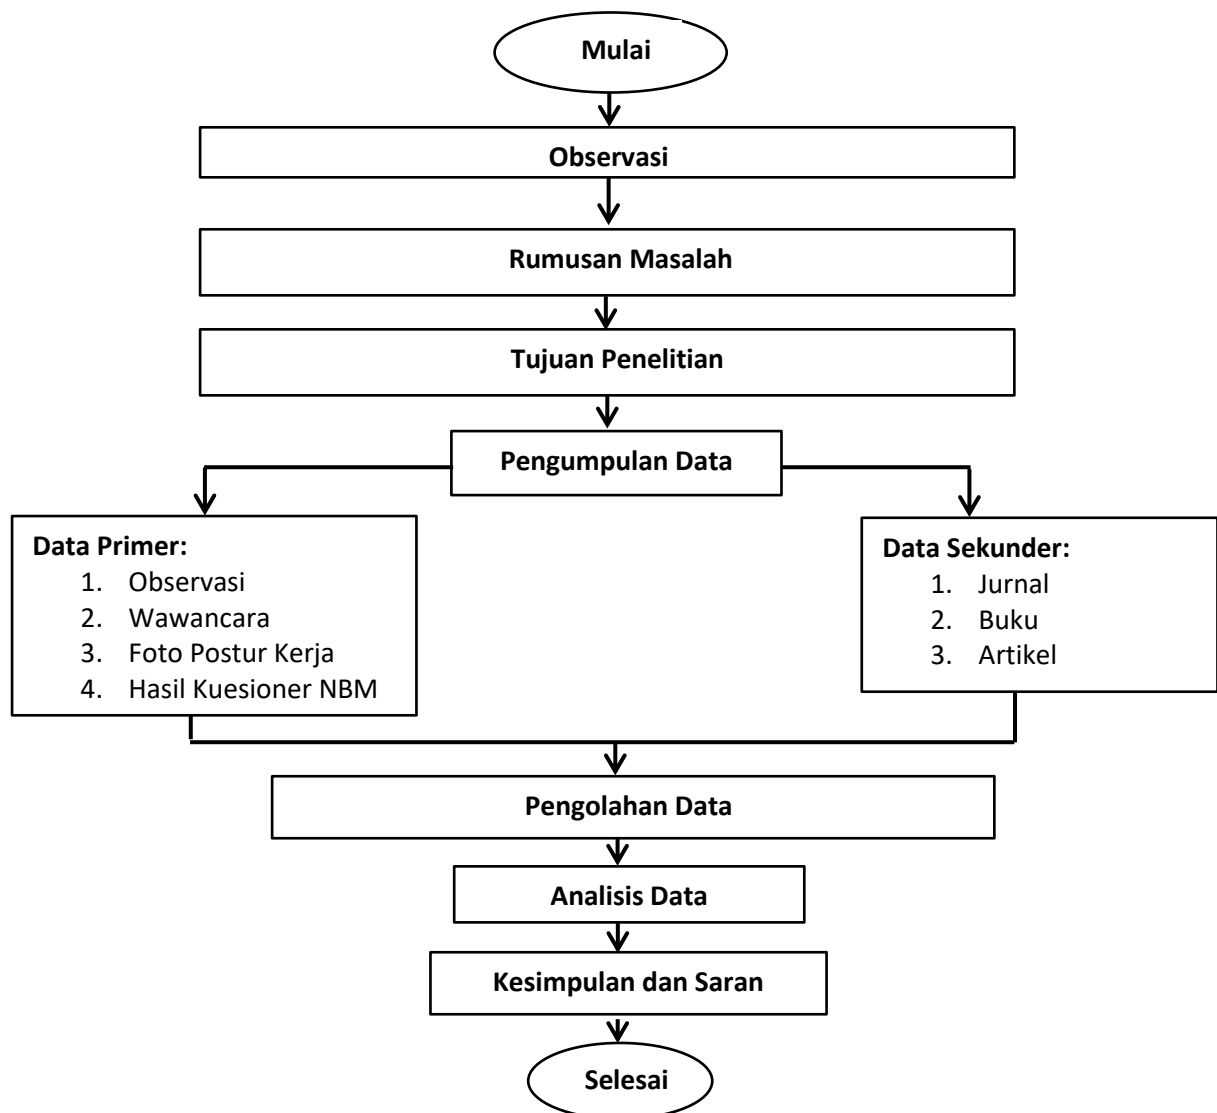 Mulai
Observasi
Rumusan Masalah
Tujuan Penelitian
Pengumpulan Data
Data Primer:
1. Observasi
2. Wawancara
3. Foto Postur Kerja
4. Hasil Kuesioner NBM
Data Sekunder:
1. Jurnal
2. Buku
3. Artikel
Pengolahan Data
Analisis Data
Kesimpulan dan Saran
Selesai